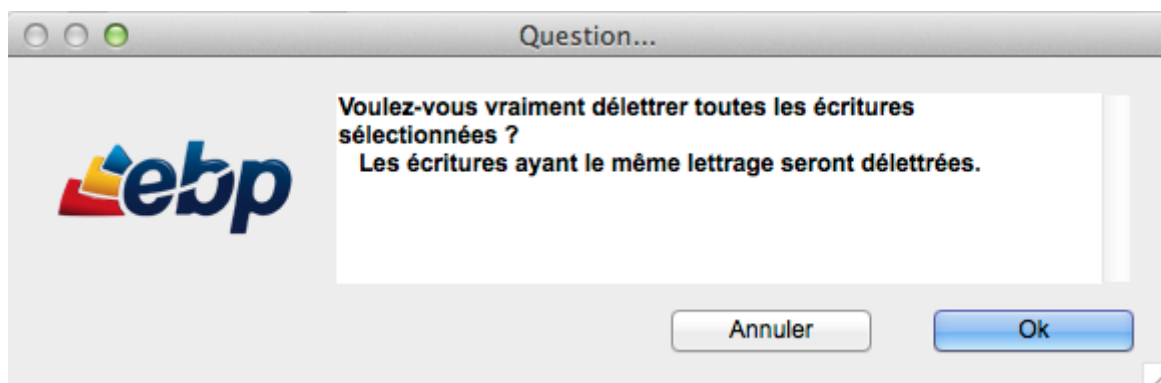 Question...
Voulez-vous vraiment délettrer toutes les écritures
sélectionnées ?
Les écritures ayant le même lettrage seront délettrées.
ebp
Annuler
Ok